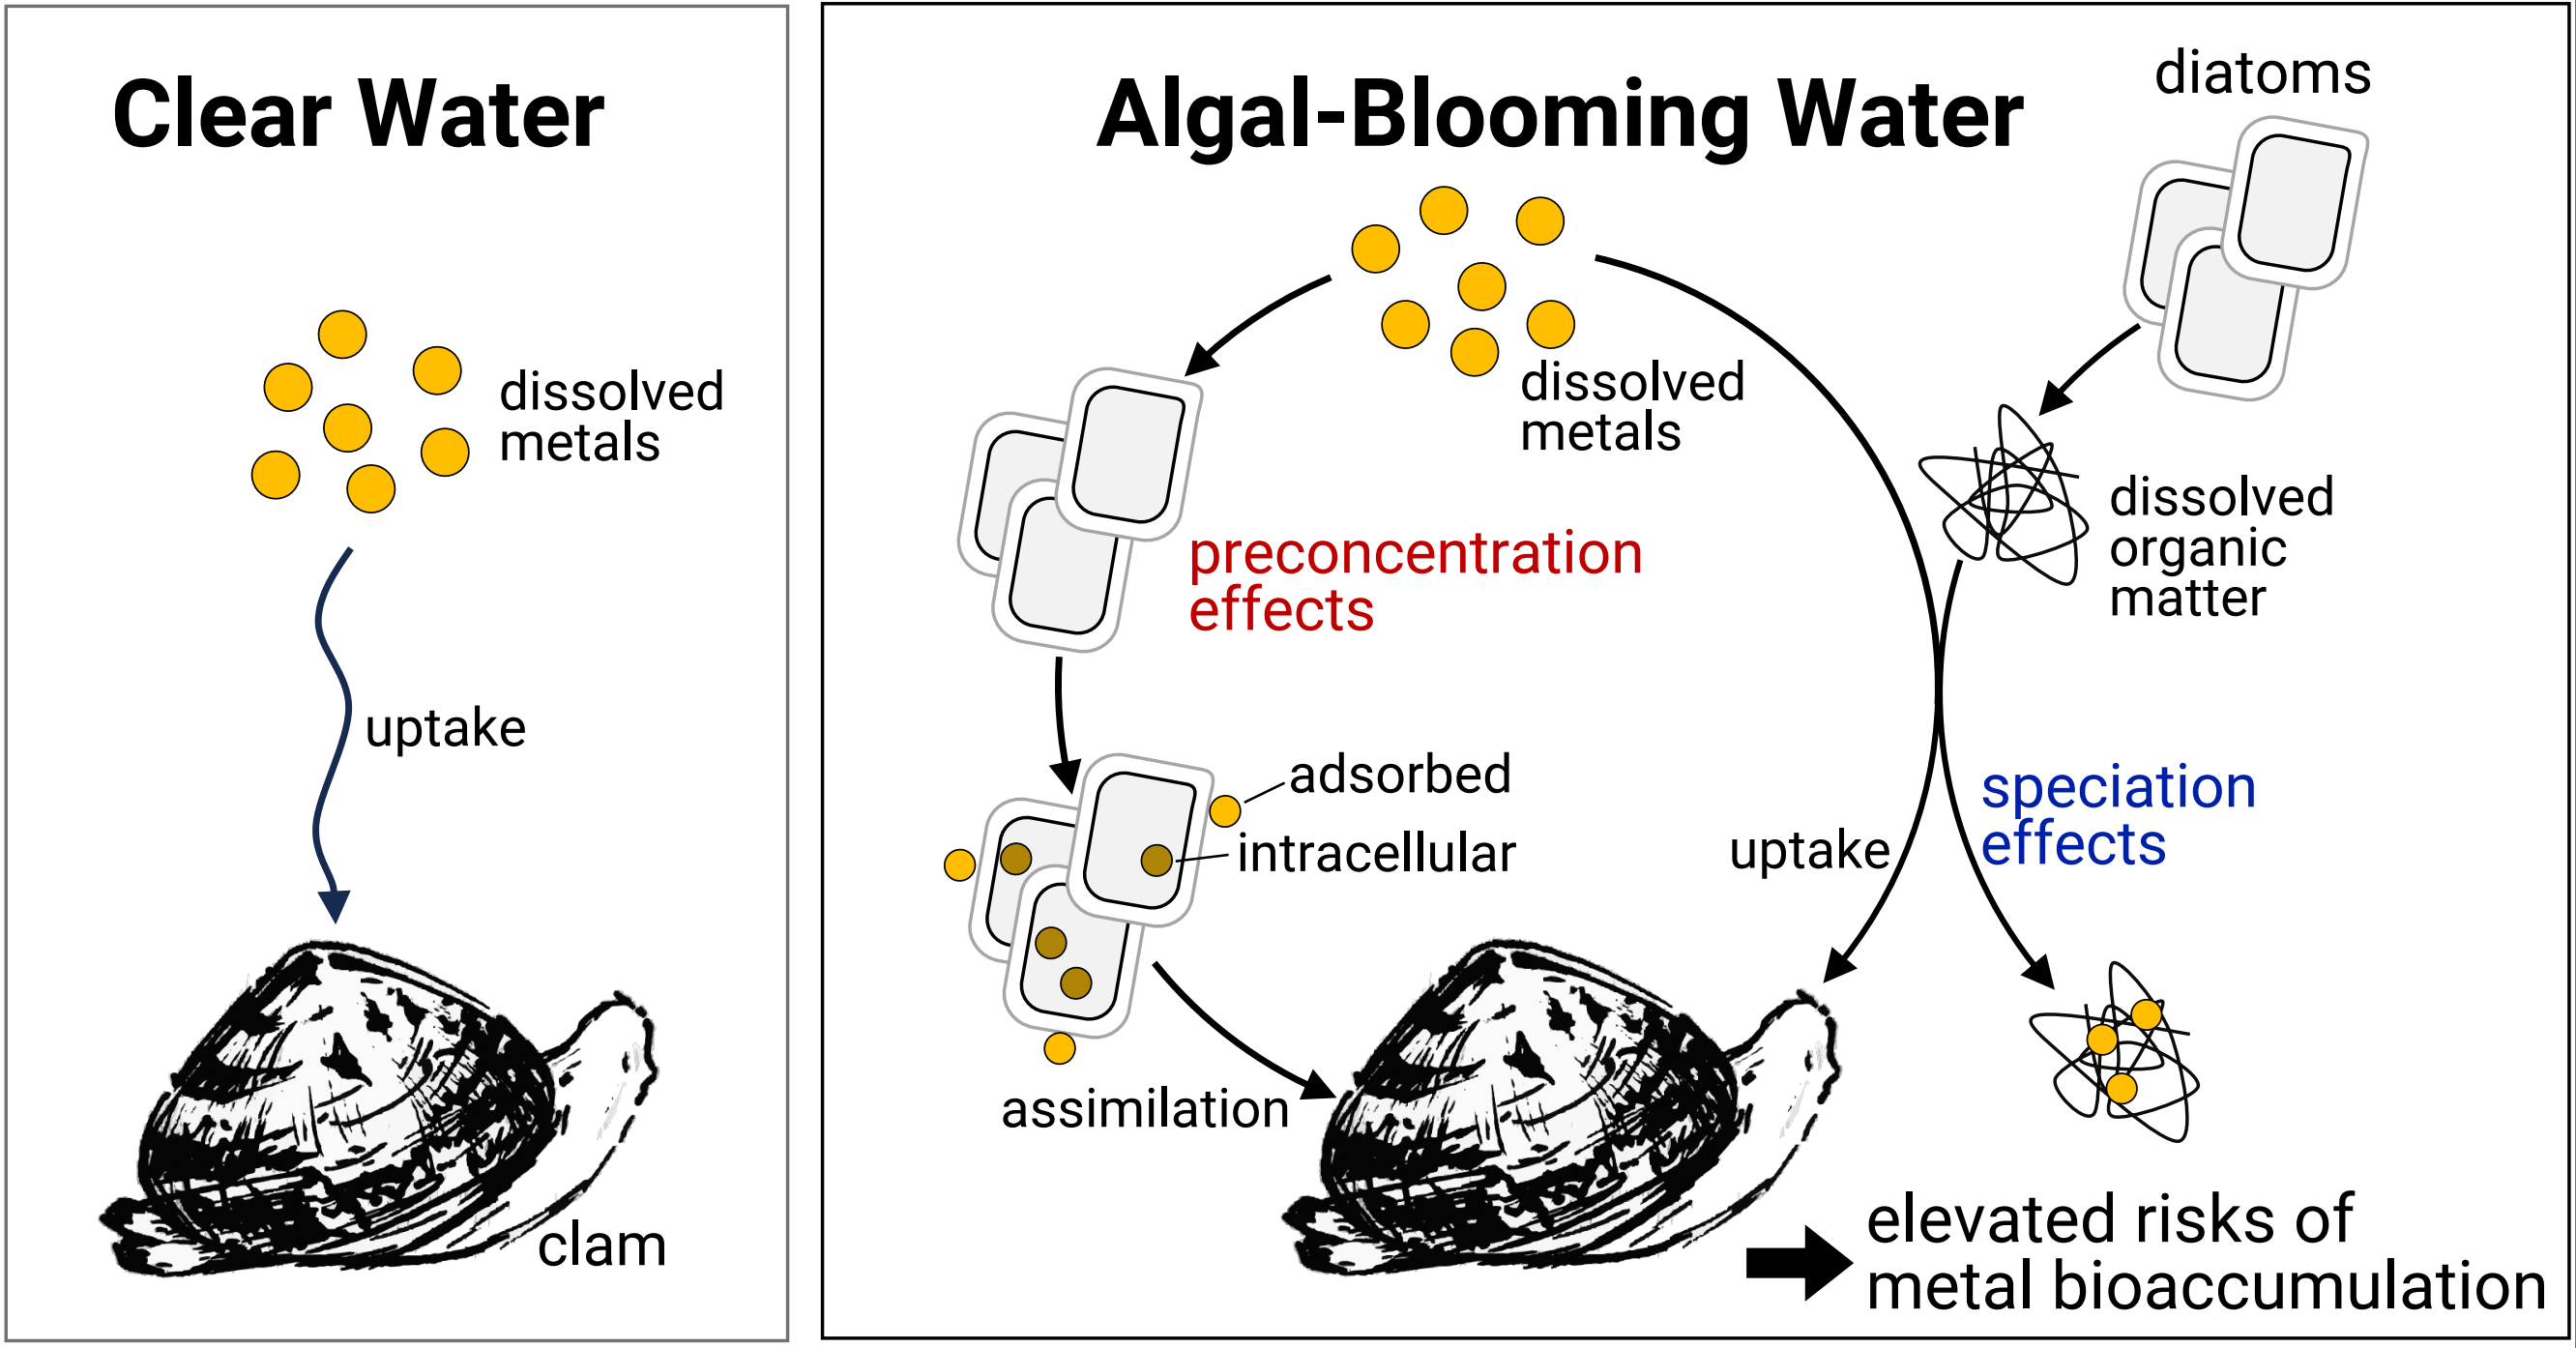 Clear Water
dissolved
metals
uptake
clam
Algal-Blooming Water
diatoms
dissolved
metals
dissolved
organic
matter
preconcentration
effects
adsorbed
intracellular
speciation
effects
uptake
assimilation
elevated risks of
metal bioaccumulation